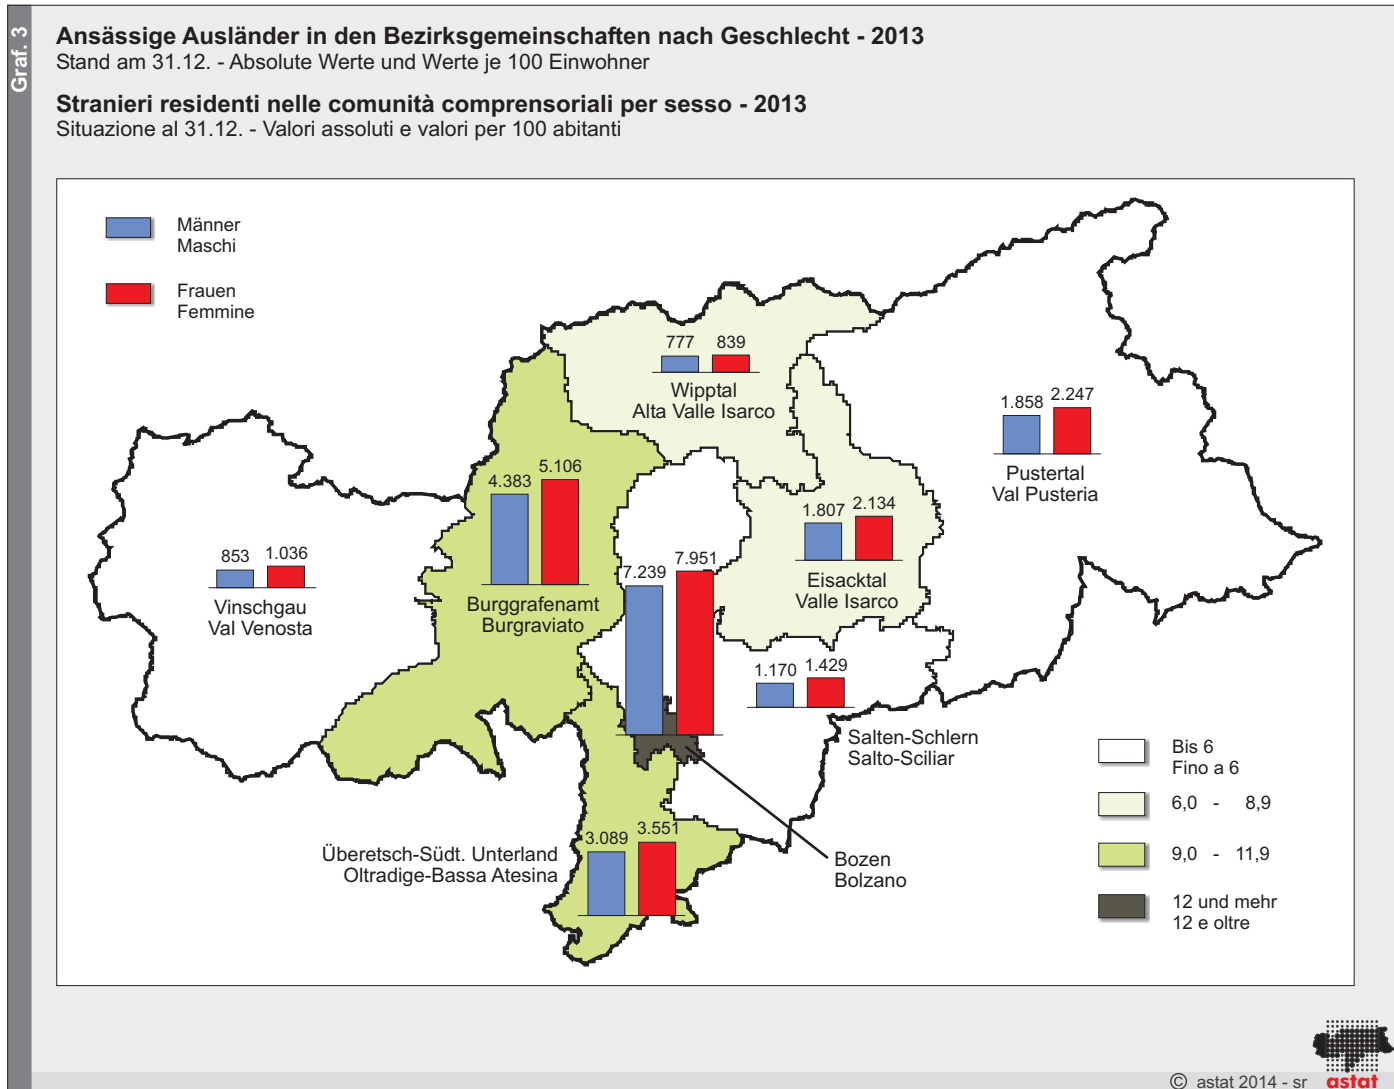 Graf. 3
Ansässige Ausländer in den Bezirksgemeinschaften nach Geschlecht - 2013
Stand am 31.12. - Absolute Werte und Werte je 100 Einwohner
Stranieri residenti nelle comunità comprensoriali per sesso - 2013
Situazione al 31.12. - Valori assoluti e valori per 100 abitanti
Männer
Maschi
Frauen
Femmine
777 839
Wipptal
Alta Valle Isarco
1.858 2.247
Pustertal
Val Pusteria
4.383 5.106
Burggrafenamt
Burgraviato
1.807 2.134
Eisacktal
Valle Isarco
853 1.036
Vinschgau
Val Venosta
7.239 7.951
1.170 1.429
Salten-Schlern
Salto-Sciliar
3.089 3.551
Überetsch-Südt. Unterland
Oltradige-Bassa Atesina
Bozen
Bolzano
Bis 6
Fino a 6
6,0 - 8,9
9,0 - 11,9
12 und mehr
12 e oltre
© astat 2014 - sr
astat